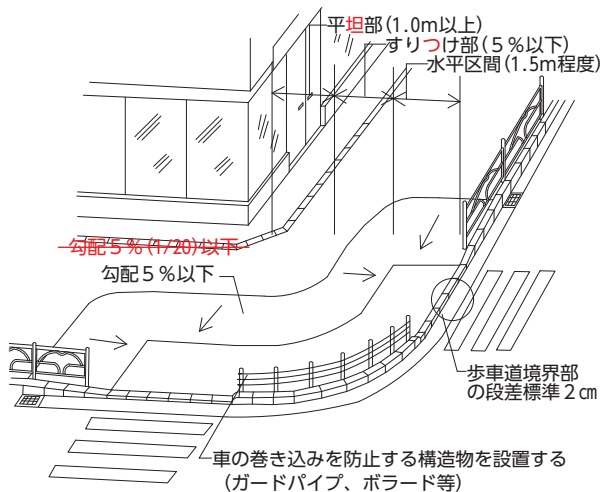 平坦部(1.0m以上)
すりつけ部(5%以下)
水平区間(1.5m程度)
勾配5%(1/20)以下
勾配5%以下
歩車道境界部
の段差標準2㎝
車の巻き込みを防止する構造物を設置する
(ガードパイプ、ボラード等)